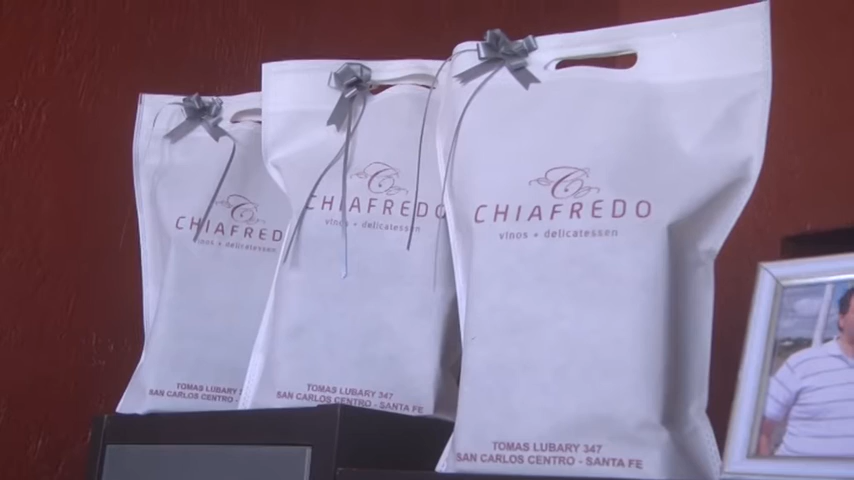 CHIAFREDO
vinos + delicatessen
TOMAS LUBARY 347
SAN CARLOS CENTRO - SANTA FE
CHIAFREDO
vinos + delicatessen
TOMAS LUBARY 347
SAN CARLOS CENTRO - SANTA FE
C
CHIAFREDO
vinos + delicatessen
TOMAS LUBARY 347
SAN CARLOS CENTRO - SANTA FE